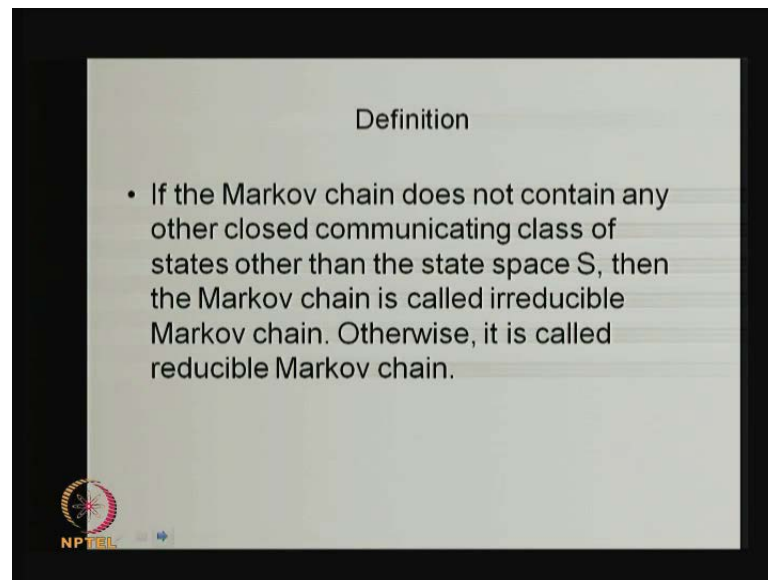 Definition
• If the Markov chain does not contain any
other closed communicating class of
states other than the state space S, then
the Markov chain is called irreducible
Markov chain. Otherwise, it is called
reducible Markov chain.
NPTEL